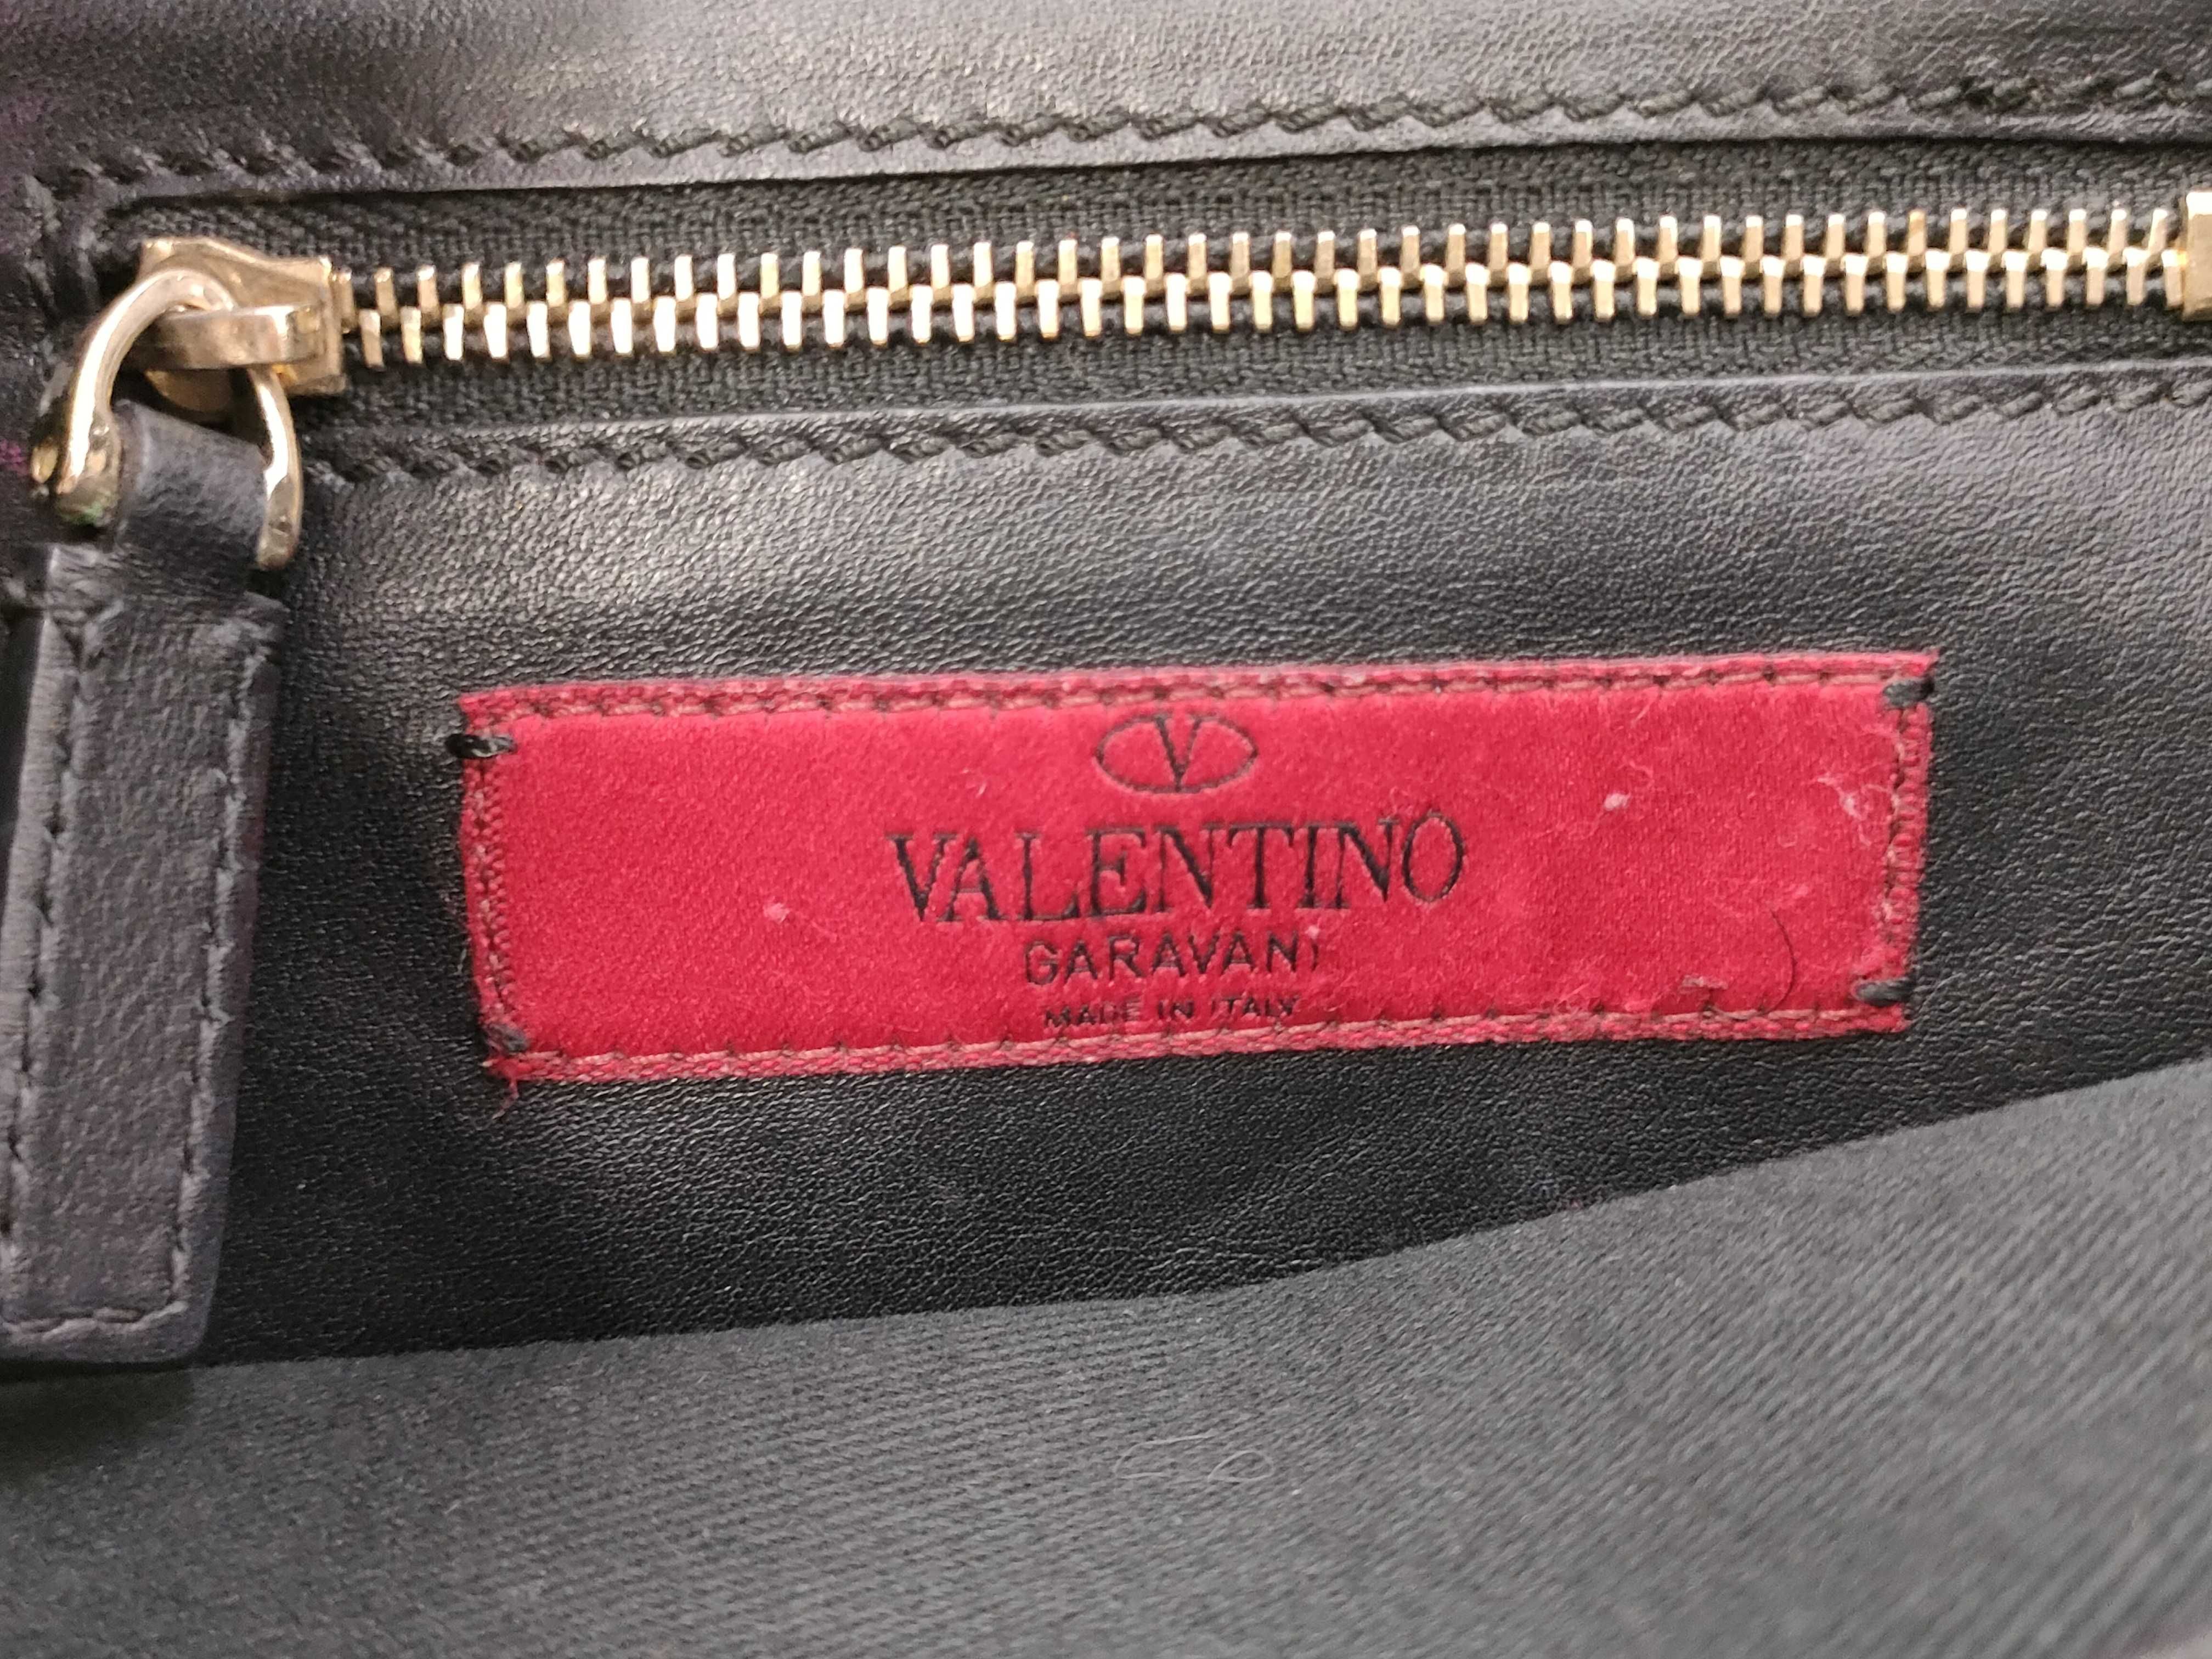 V
VALENTINO
GARAVANI
MADE IN ITALY